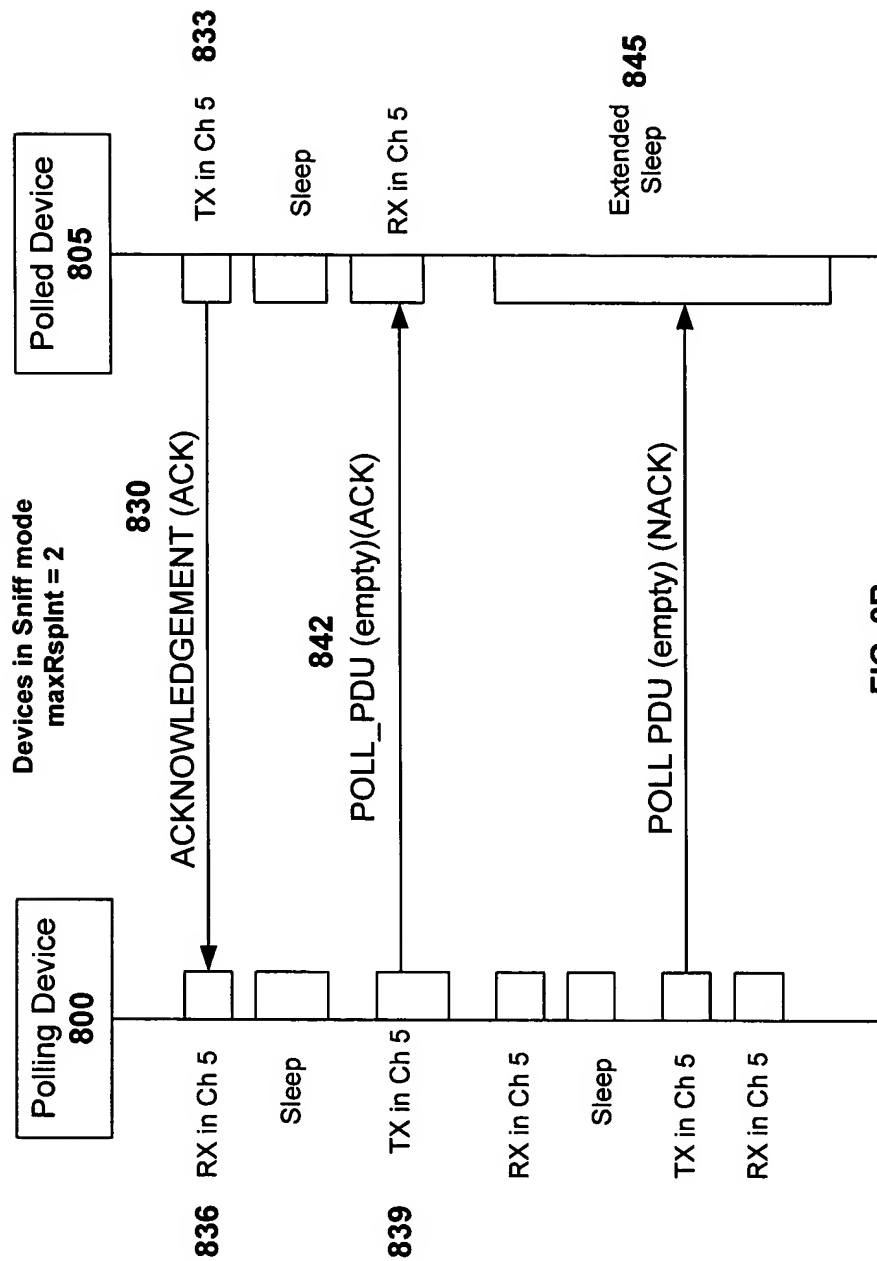 Devices in Sniff mode
maxRspInt = 2
Polling Device
800
Polled Device
805
836
RX in Ch 5
830
ACKNOWLEDGEMENT (ACK)
TX in Ch 5
833
Sleep
Sleep
839
TX in Ch 5
842
POLL_PDU (empty)(ACK)
RX in Ch 5
RX in Ch 5
Sleep
TX in Ch 5
POLL PDU (empty) (NACK)
Extended
Sleep
845
RX in Ch 5
FIG.